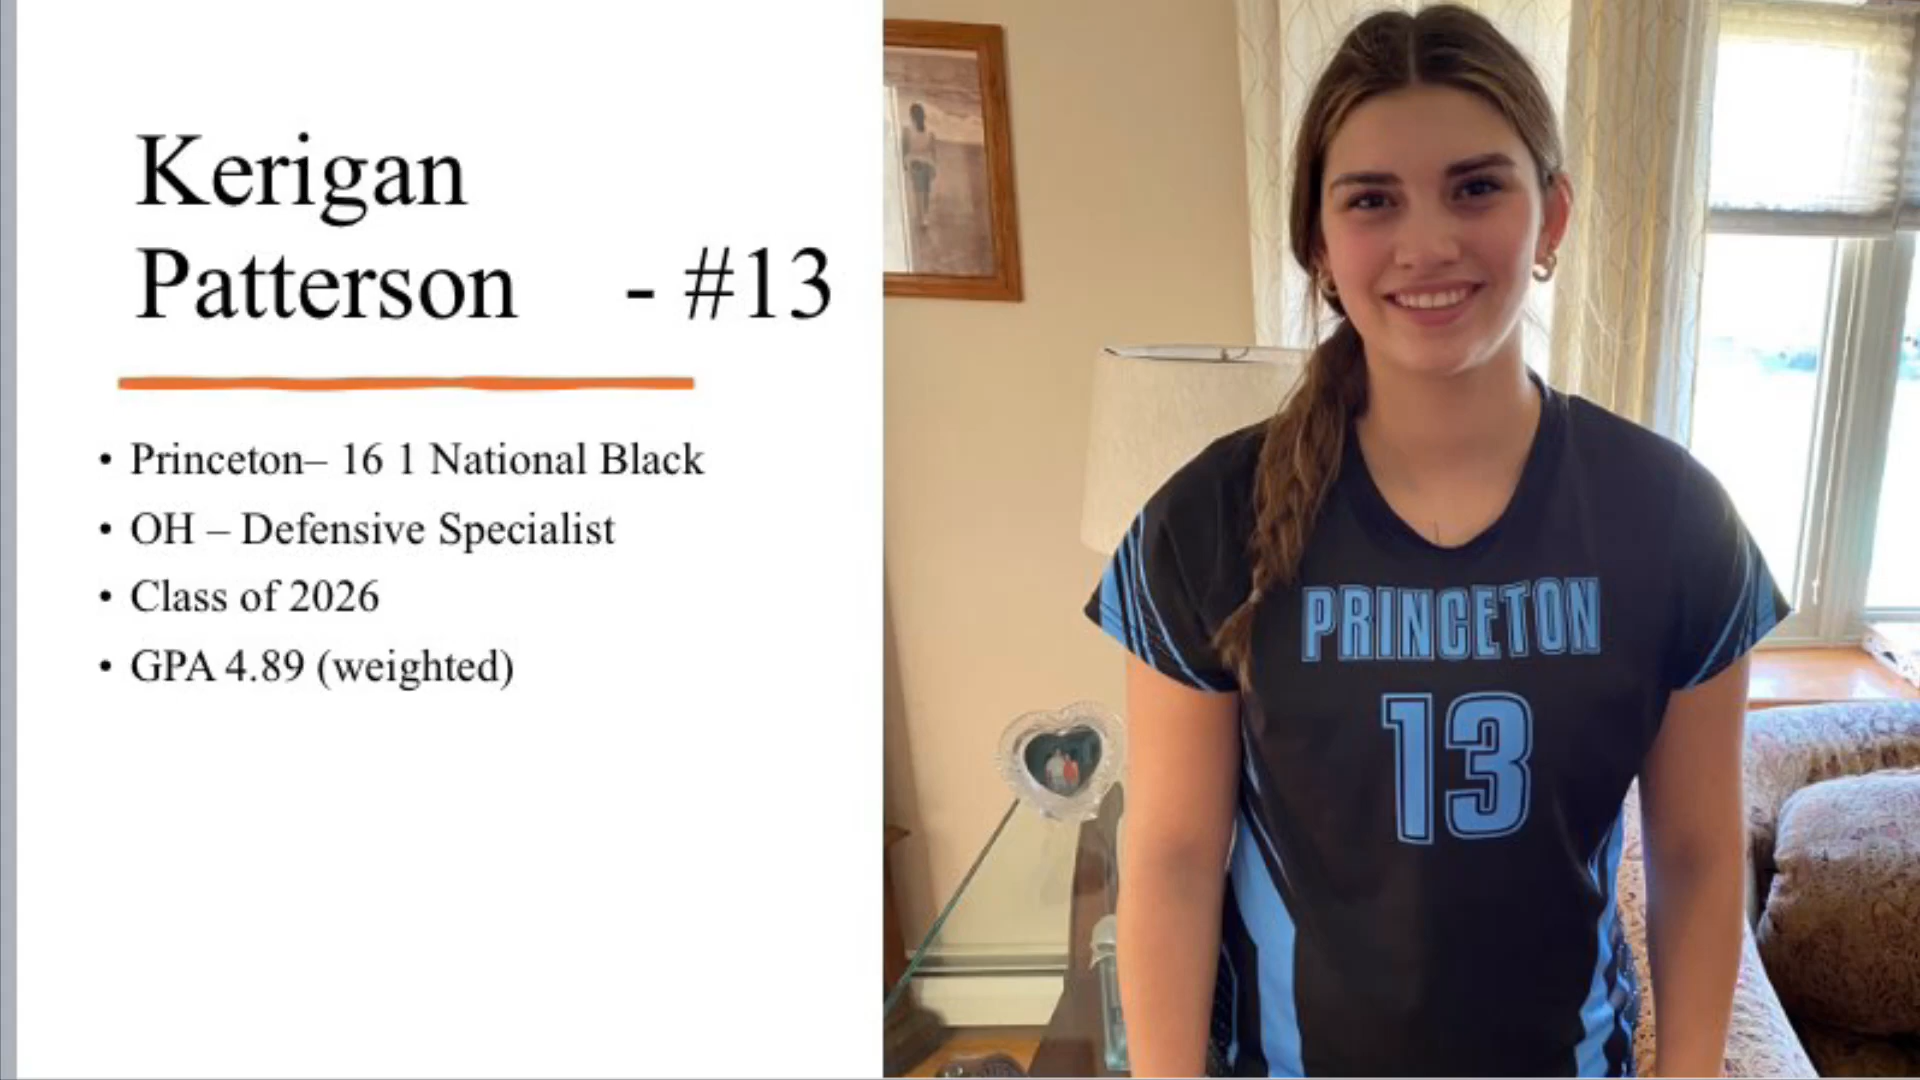 Kerigan
Patterson - #13
• Princeton– 16 1 National Black
• OH – Defensive Specialist
• Class of 2026
• GPA 4.89 (weighted)
PRINCETON
13